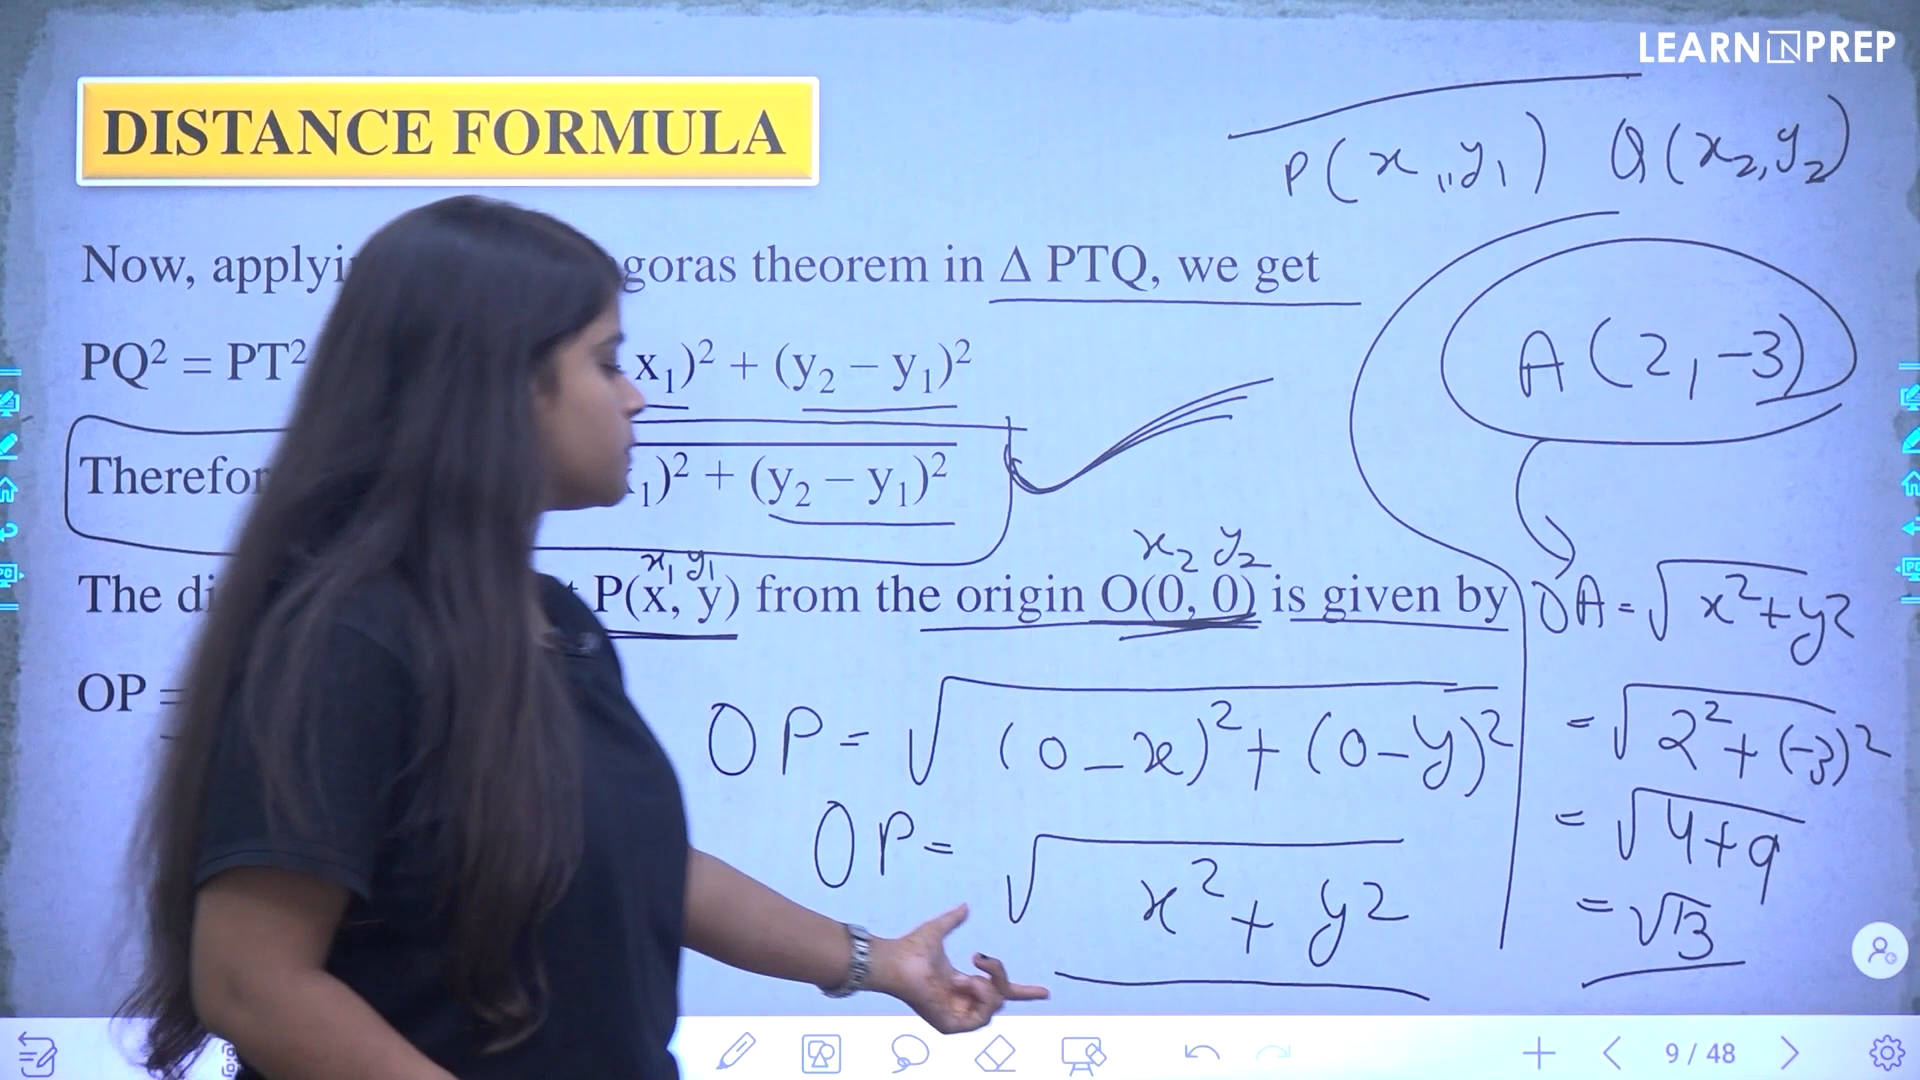 LEARN IN PREP
DISTANCE FORMULA
P(x₁,y₁) Q(x₂,y₂)
Now, goras theorem in Δ PTQ, we get
PQ² = PT² x₁)² + (y₂ – y₁)²
A(2,-3)
₁)² + (y₂ – y₁)²
x₁ y₁ x₂ y₂
The P(x, y) from the origin O(0, 0) is given by
OA = √x²+y²
OP =
OP = √(0-x)²+(0-y)²
= √2²+(-3)²
OP = √x²+y²
= √4+9
= √13
9 / 48